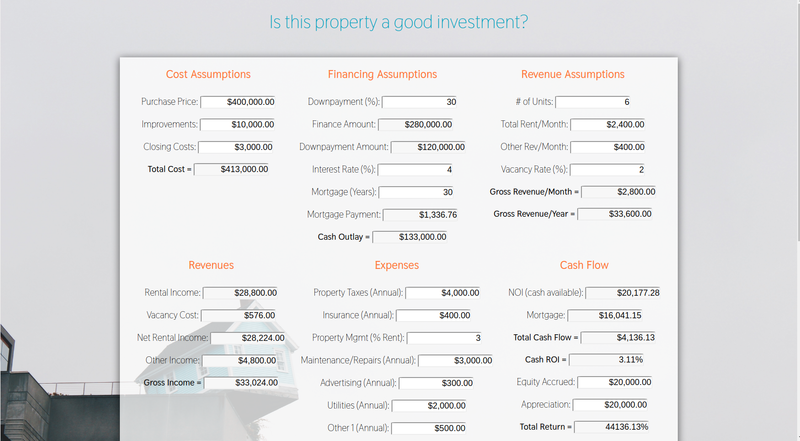 Is this property a good investment?
Cost Assumptions
Purchase Price: $400,000.00
Improvements: $10,000.00
Closing Costs: $3,000.00
Total Cost = $413,000.00
Financing Assumptions
Downpayment (%): 30
Finance Amount: $280,000.00
Downpayment Amount: $120,000.00
Interest Rate (%): 4
Mortgage (Years): 30
Mortgage Payment: $1,336.76
Cash Outlay = $133,000.00
Revenue Assumptions
# of Units: 6
Total Rent/Month: $2,400.00
Other Rev/Month: $400.00
Vacancy Rate (%): 2
Gross Revenue/Month = $2,800.00
Gross Revenue/Year = $33,600.00
Revenues
Rental Income: $28,800.00
Vacancy Cost: $576.00
Net Rental Income: $28,224.00
Other Income: $4,800.00
Gross Income = $33,024.00
Expenses
Property Taxes (Annual): $4,000.00
Insurance (Annual): $400.00
Property Mgmt (% Rent): 3
Maintenance/Repairs (Annual): $3,000.00
Advertising (Annual): $300.00
Utilities (Annual): $2,000.00
Other 1 (Annual): $500.00
Cash Flow
NOI (cash available): $20,177.28
Mortgage: $16,041.15
Total Cash Flow = $4,136.13
Cash ROI = 3.11%
Equity Accrued: $20,000.00
Appreciation: $20,000.00
Total Return = 44136.13%